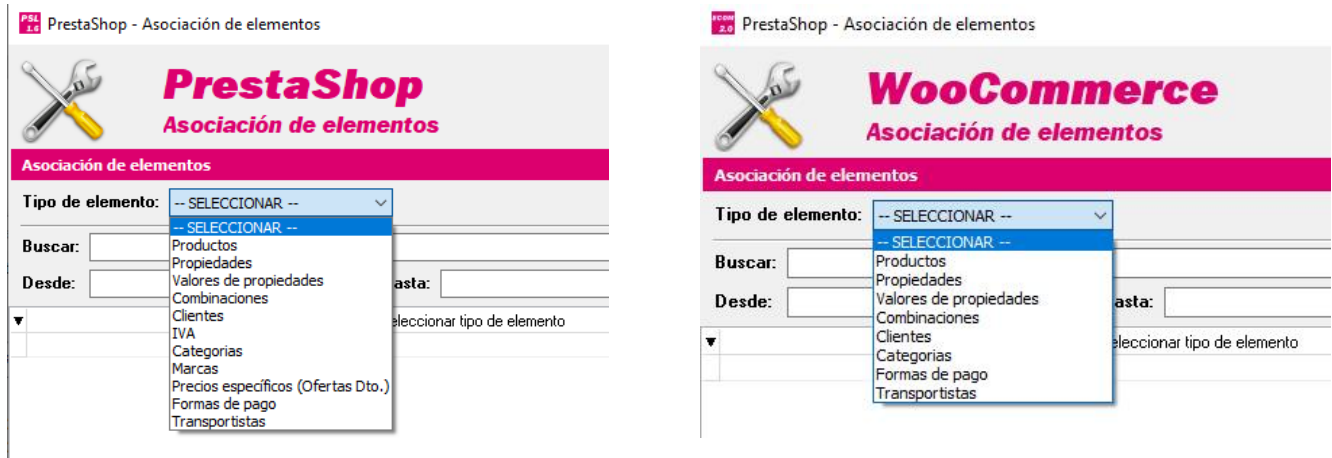 PSL
1.6
PrestaShop - Asociación de elementos
PrestaShop
Asociación de elementos
Asociación de elementos
Tipo de elemento: -- SELECCIONAR --
-- SELECCIONAR --
Buscar:
Productos
Propiedades
Desde:
Valores de propiedades
asta:
Combinaciones
Clientes
eleccionar tipo de elemento
IVA
Categorias
Marcas
Precios específicos (Ofertas Dto.)
Formas de pago
Transportistas
ECOM
2.0
PrestaShop - Asociación de elementos
WooCommerce
Asociación de elementos
Asociación de elementos
Tipo de elemento: -- SELECCIONAR --
-- SELECCIONAR --
Buscar:
Productos
Propiedades
Desde:
Valores de propiedades
asta:
Combinaciones
Clientes
eleccionar tipo de elemento
Categorias
Formas de pago
Transportistas